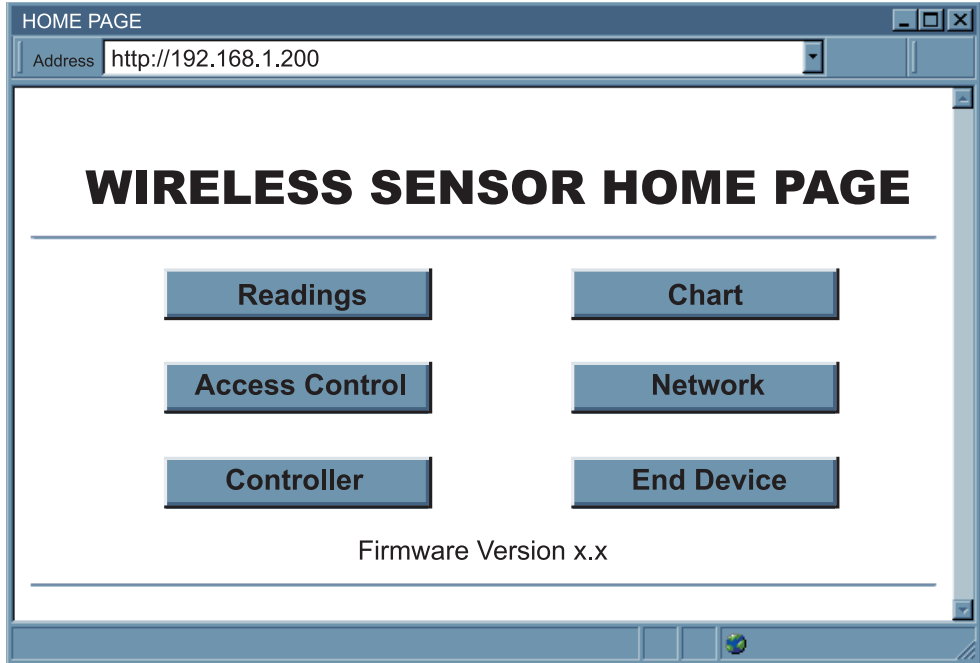 HOME PAGE
Address http://192.168.1.200
WIRELESS SENSOR HOME PAGE
Readings
Chart
Access Control
Network
Controller
End Device
Firmware Version x.x